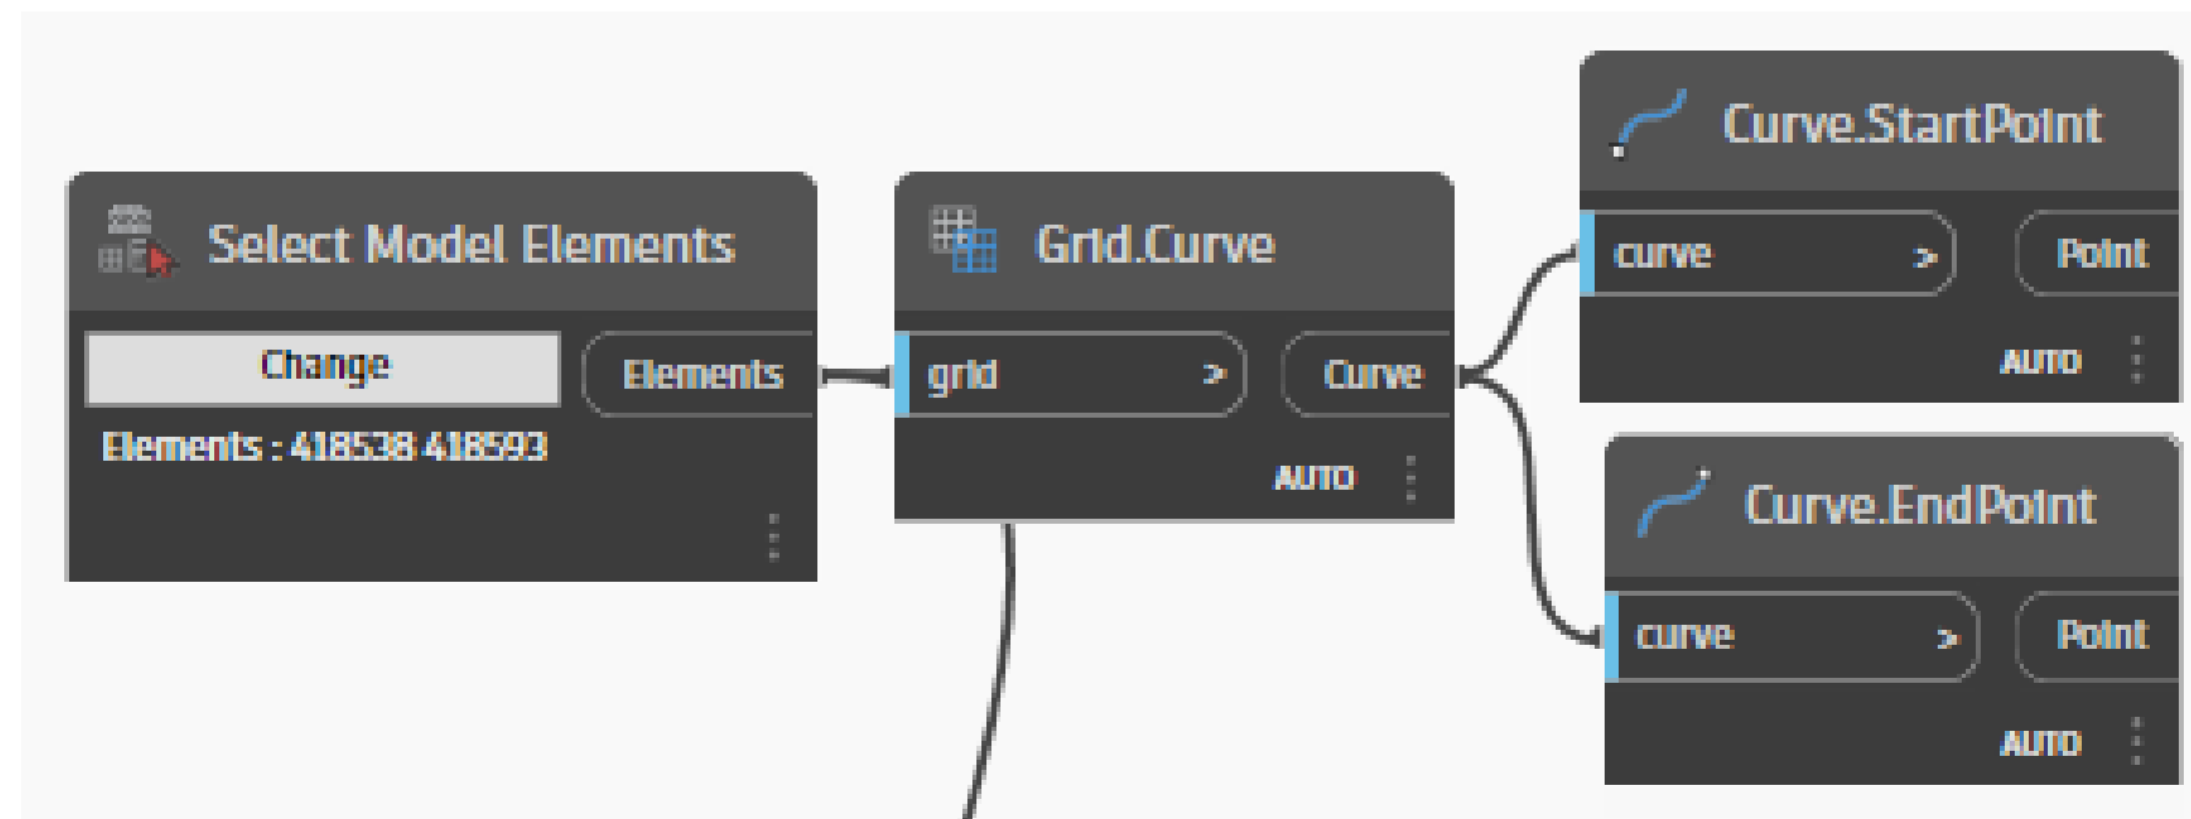 Select Model Elements
Change
Elements
Elements : 418538 418593
Grid.Curve
grid >
Curve
AUTO
Curve.StartPoint
curve >
Point
AUTO
Curve.EndPoint
curve >
Point
AUTO